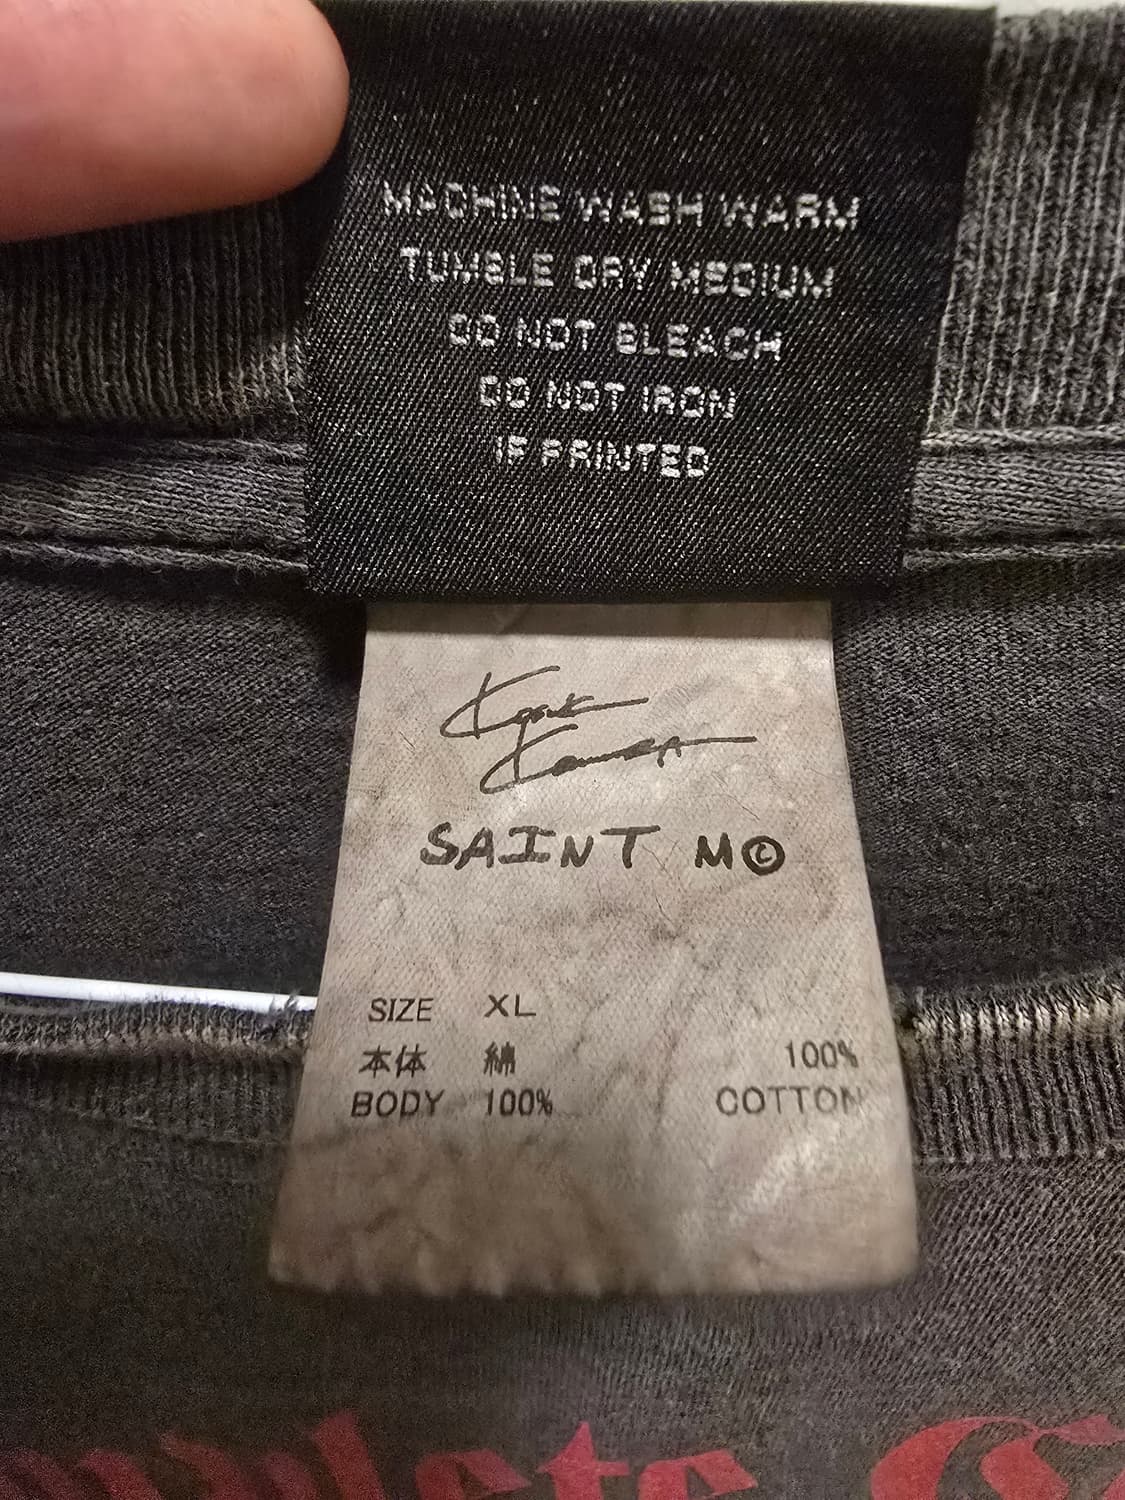 MACHINE WASH WARM
TUMBLE DRY MEDIUM
DO NOT BLEACH
DO NOT IRON
IF PRINTED
SAINT M©
SIZE XL
本体 綿 100%
BODY 100% COTTON